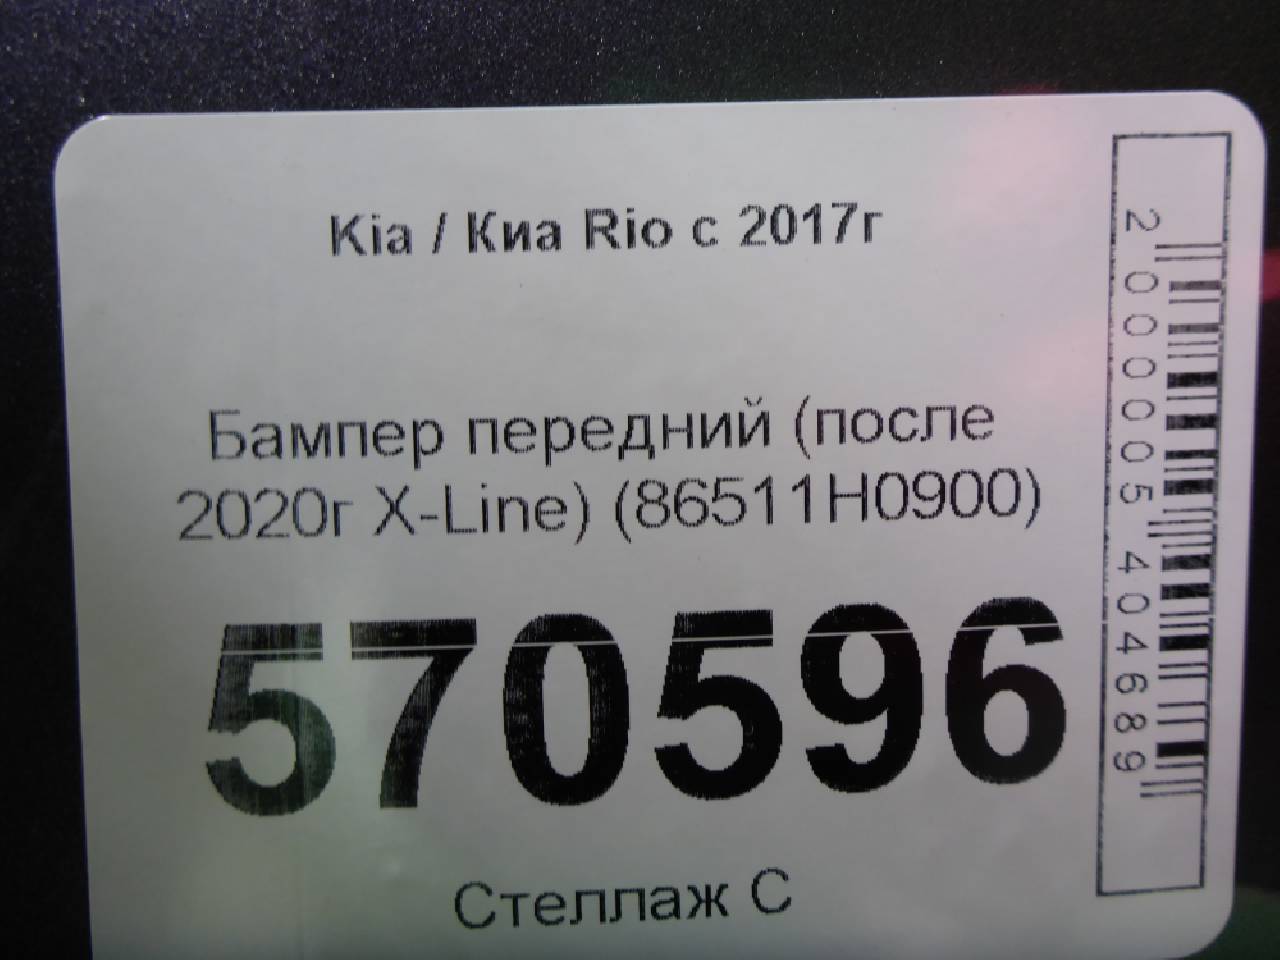 Kia / Киа Rio с 2017г
Бампер передний (после
2020г X-Line) (86511H0900)
570596
Стеллаж С
2000005404689